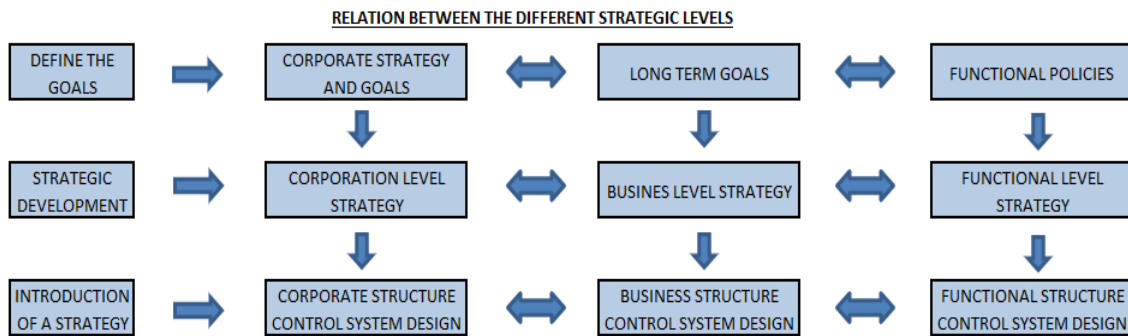 RELATION BETWEEN THE DIFFERENT STRATEGIC LEVELS
DEFINE THE
GOALS
CORPORATE STRATEGY
AND GOALS
LONG TERM GOALS
FUNCTIONAL POLICIES
STRATEGIC
DEVELOPMENT
CORPORATION LEVEL
STRATEGY
BUSINES LEVEL STRATEGY
FUNCTIONAL LEVEL
STRATEGY
INTRODUCTION
OF A STRATEGY
CORPORATE STRUCTURE
CONTROL SYSTEM DESIGN
BUSINESS STRUCTURE
CONTROL SYSTEM DESIGN
FUNCTIONAL STRUCTURE
CONTROL SYSTEM DESIGN